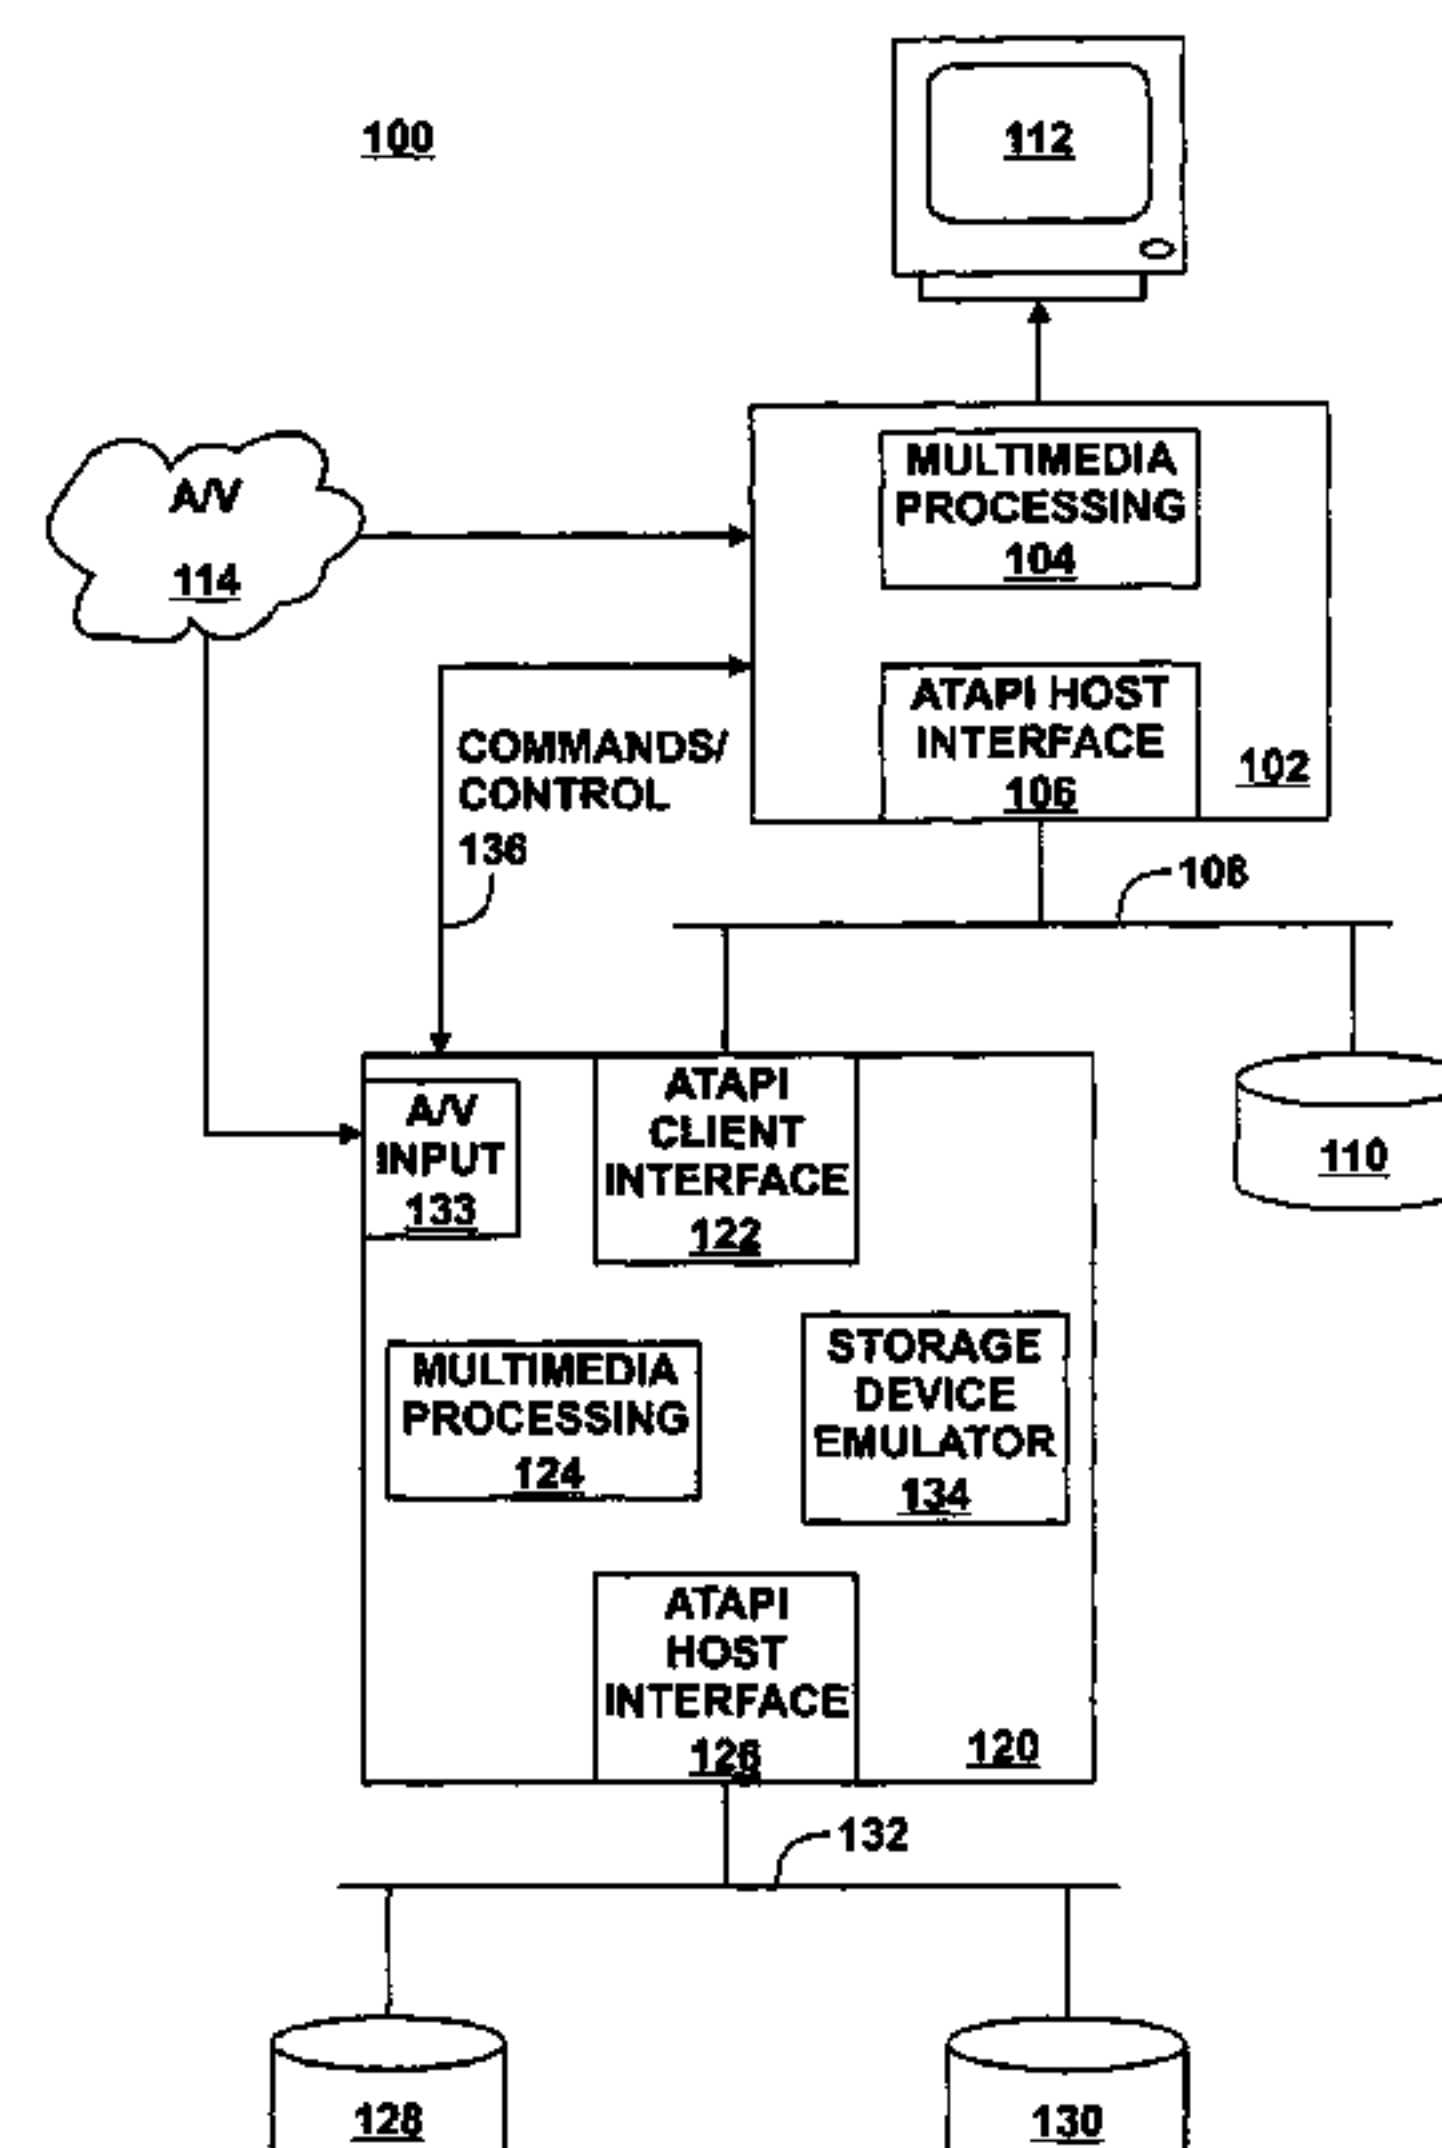 100
112
A/V
114
MULTIMEDIA
PROCESSING
104
ATAPI HOST
INTERFACE
106
102
COMMANDS/
CONTROL
136
108
A/V
INPUT
133
ATAPI
CLIENT
INTERFACE
122
110
MULTIMEDIA
PROCESSING
124
STORAGE
DEVICE
EMULATOR
134
ATAPI
HOST
INTERFACE
126
120
132
128
130